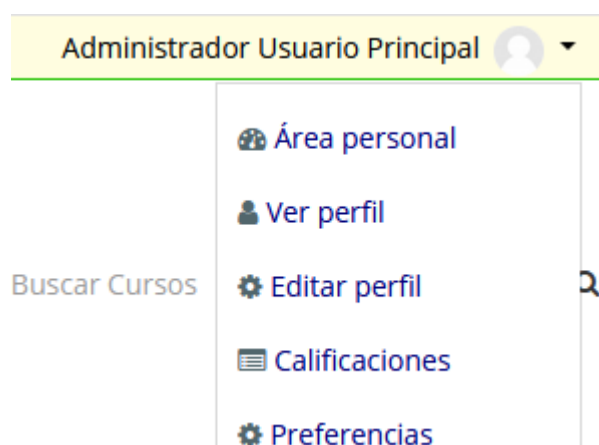 Administrador Usuario Principal
Área personal
Ver perfil
Buscar Cursos
Editar perfil
Calificaciones
Preferencias